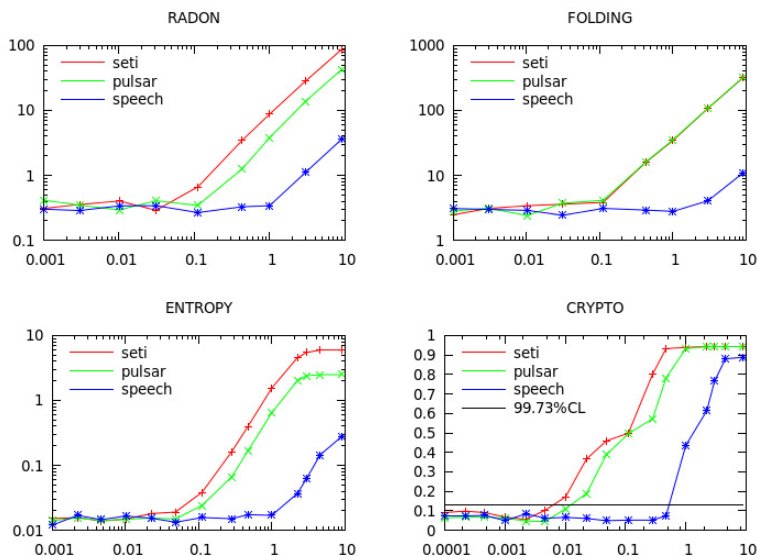 RADON
100
10
1
0.1
seti
pulsar
speech
0.001 0.01 0.1 1 10
FOLDING
1000
100
10
1
seti
pulsar
speech
0.001 0.01 0.1 1 10
ENTROPY
10
1
0.1
0.01
seti
pulsar
speech
0.001 0.01 0.1 1 10
CRYPTO
1
0.9
0.8
0.7
0.6
0.5
0.4
0.3
0.2
0.1
0
seti
pulsar
speech
99.73%CL
0.0001 0.001 0.01 0.1 1 10